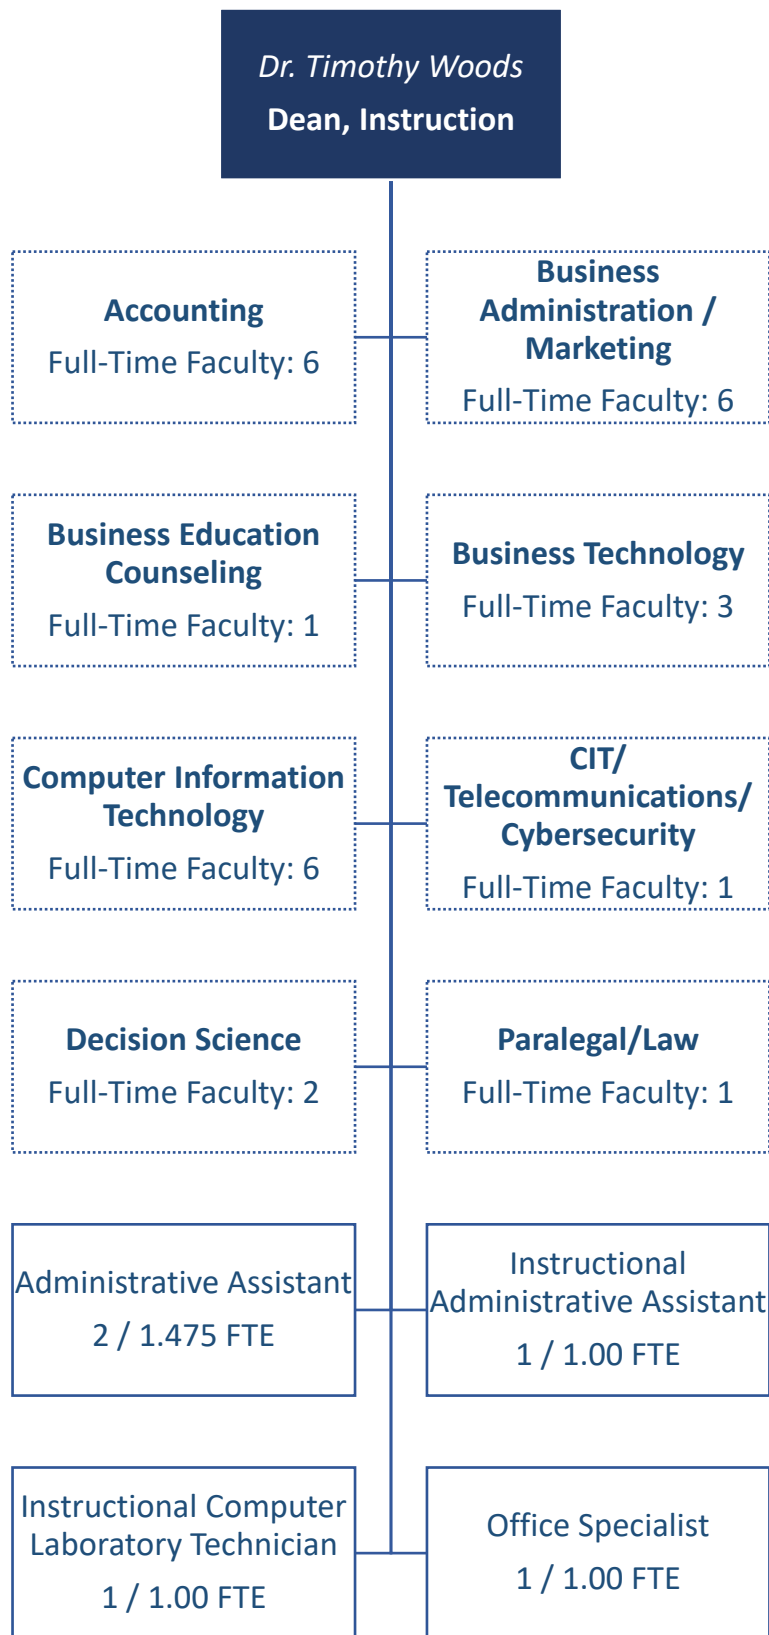 Dr. Timothy Woods
Dean, Instruction
Accounting
Full-Time Faculty: 6
Business
Administration /
Marketing
Full-Time Faculty: 6
Business Education
Counseling
Full-Time Faculty: 1
Business Technology
Full-Time Faculty: 3
Computer Information
Technology
Full-Time Faculty: 6
CIT/
Telecommunications/
Cybersecurity
Full-Time Faculty: 1
Decision Science
Full-Time Faculty: 2
Paralegal/Law
Full-Time Faculty: 1
Administrative Assistant
2 / 1.475 FTE
Instructional
Administrative Assistant
1 / 1.00 FTE
Instructional Computer
Laboratory Technician
1 / 1.00 FTE
Office Specialist
1 / 1.00 FTE